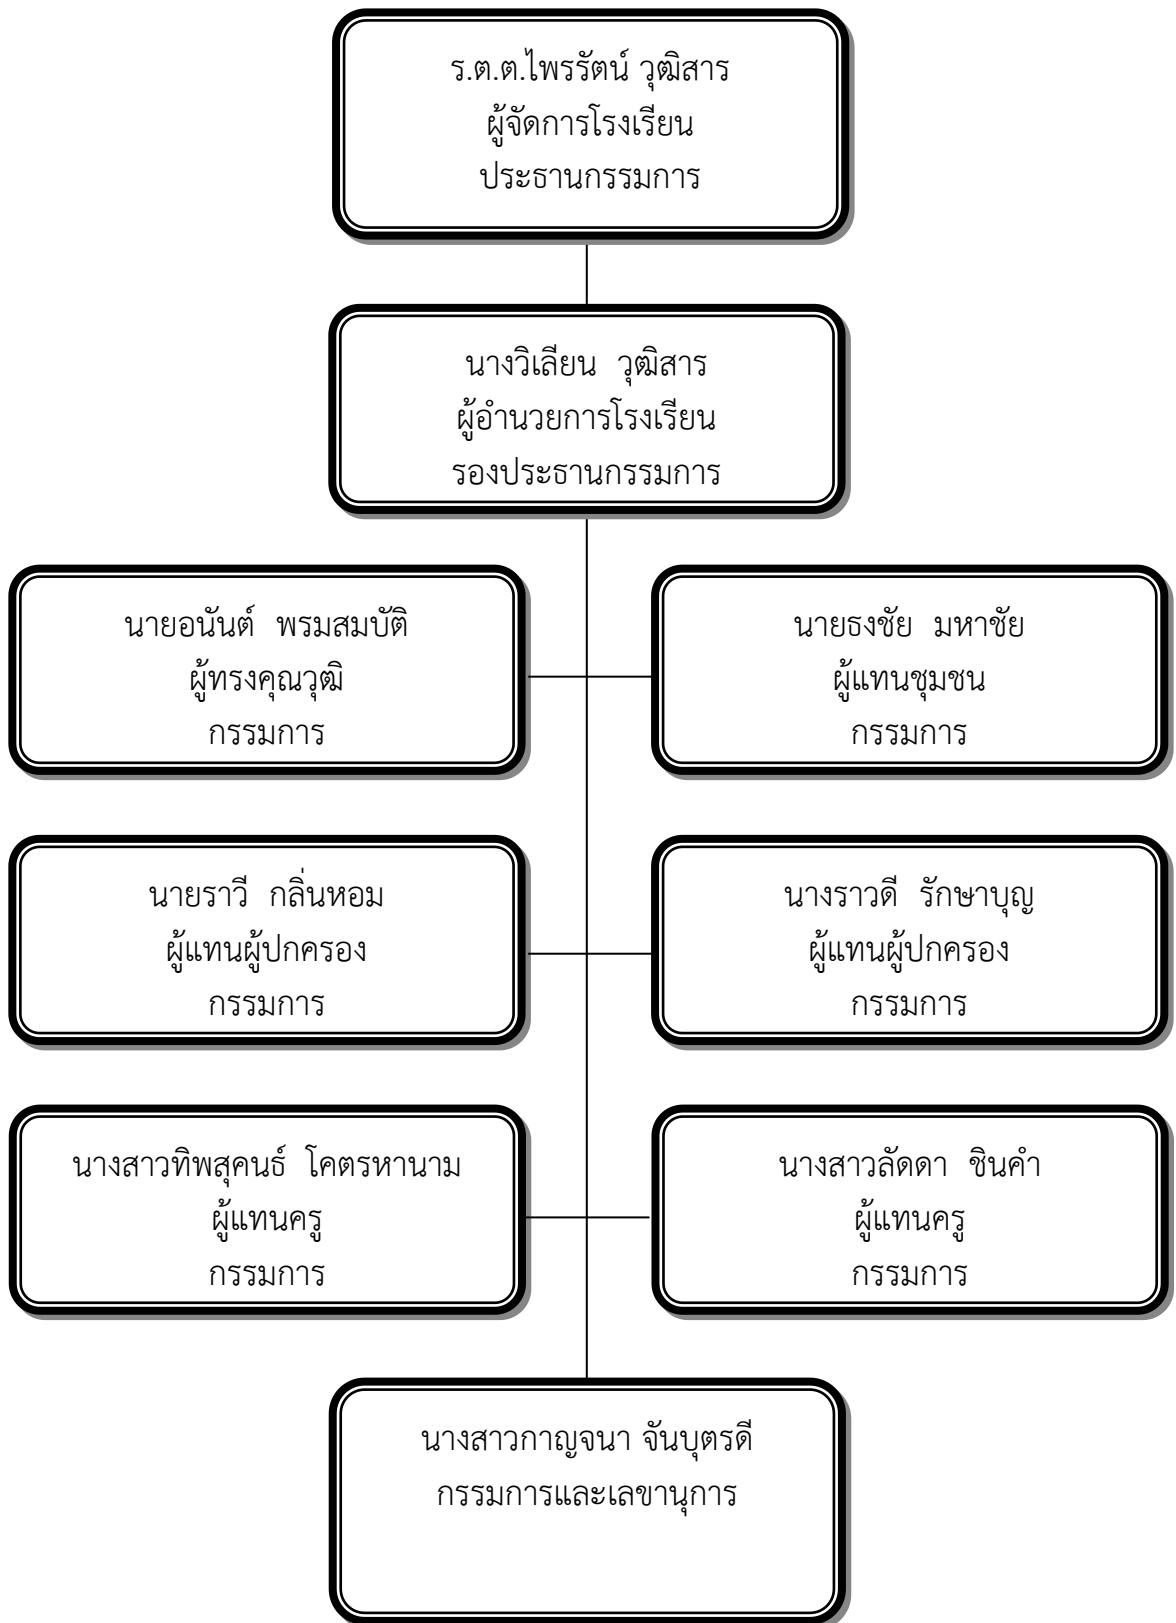 ร.ต.ต.ไพรรัตน์ วุฒิสาร
ผู้จัดการโรงเรียน
ประธานกรรมการ
นางวิเลียน วุฒิสาร
ผู้อำนวยการโรงเรียน
รองประธานกรรมการ
นายอนันต์ พรมสมบัติ
ผู้ทรงคุณวุฒิ
กรรมการ
นายธงชัย มหาชัย
ผู้แทนชุมชน
กรรมการ
นายราวี กลิ่นหอม
ผู้แทนผู้ปกครอง
กรรมการ
นางราวดี รักษาบุญ
ผู้แทนผู้ปกครอง
กรรมการ
นางสาวทิพสุคนธ์ โคตรหานาม
ผู้แทนครู
กรรมการ
นางสาวลัดดา ชินคำ
ผู้แทนครู
กรรมการ
นางสาวกาญจนา จันบุตรดี
กรรมการและเลขานุการ